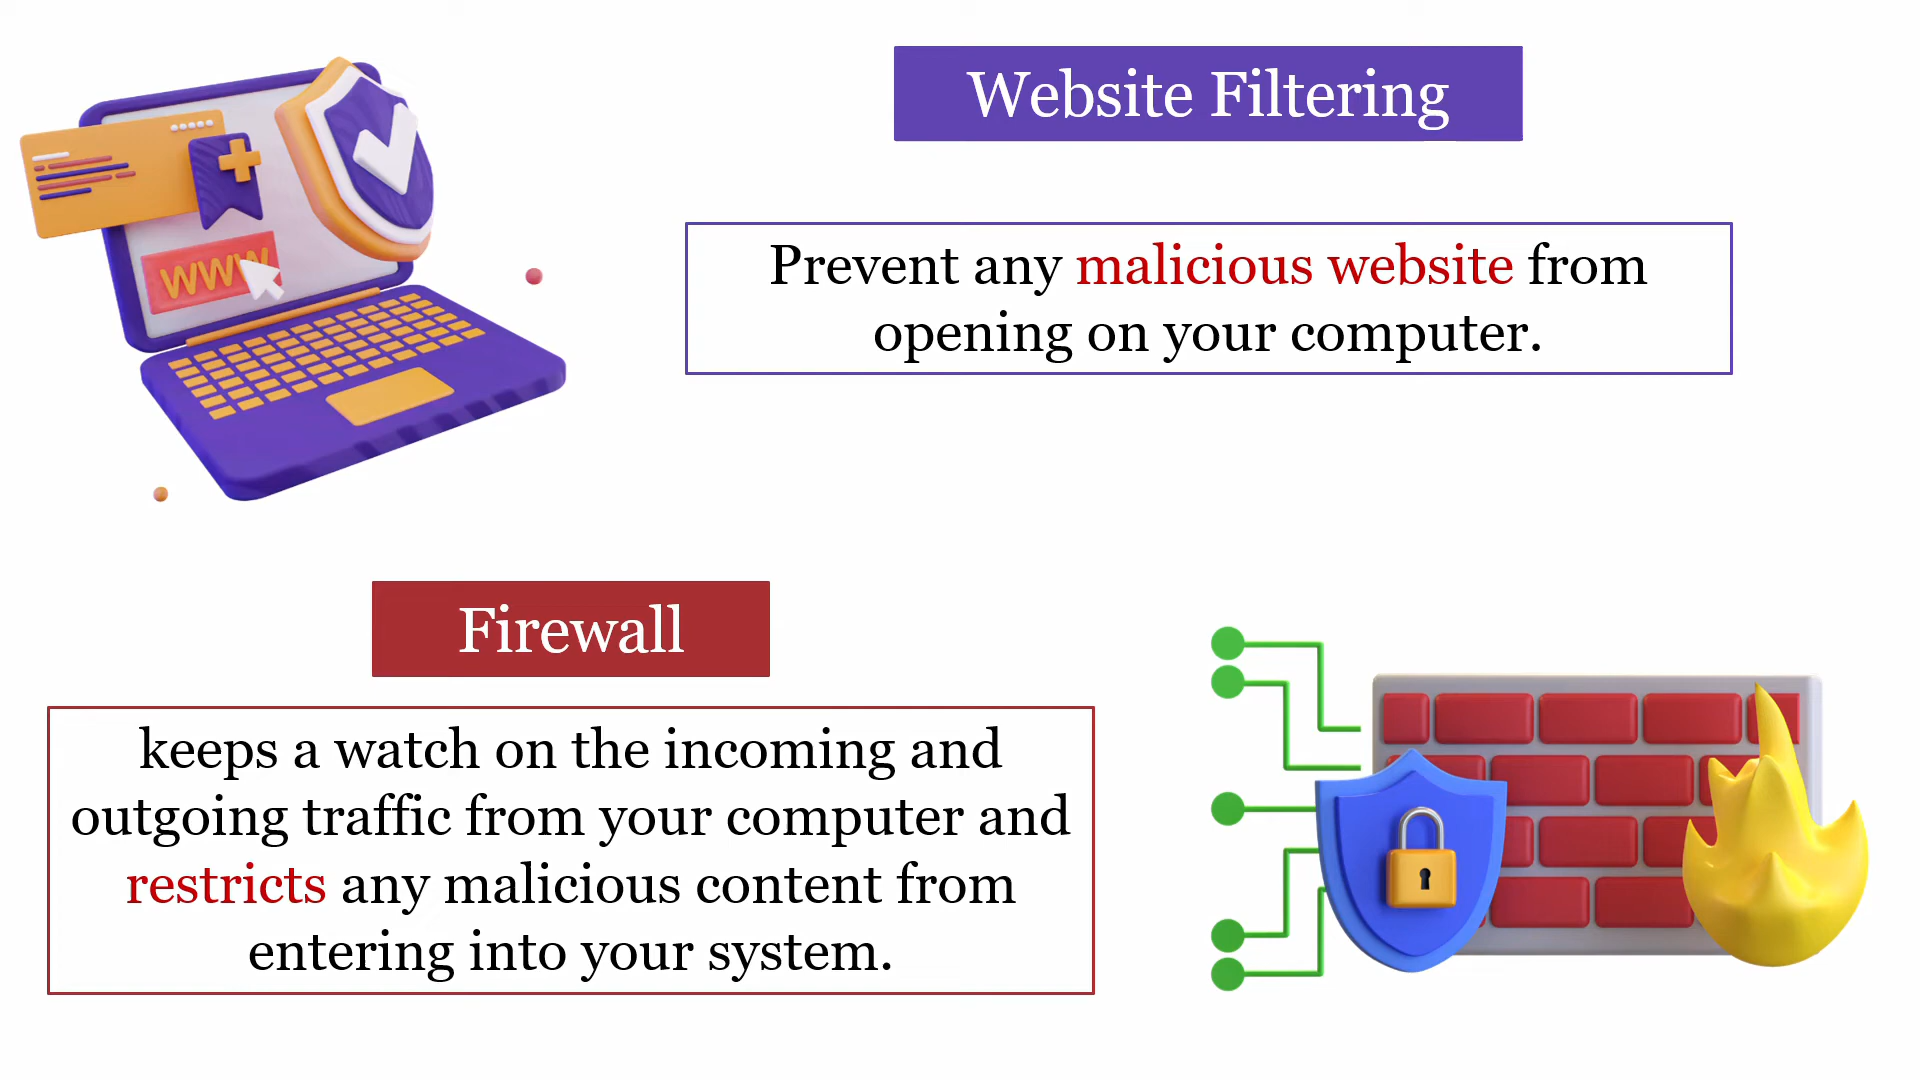 Website Filtering
WWW
Prevent any malicious website from
opening on your computer.
Firewall
keeps a watch on the incoming and
outgoing traffic from your computer and
restricts any malicious content from
entering into your system.